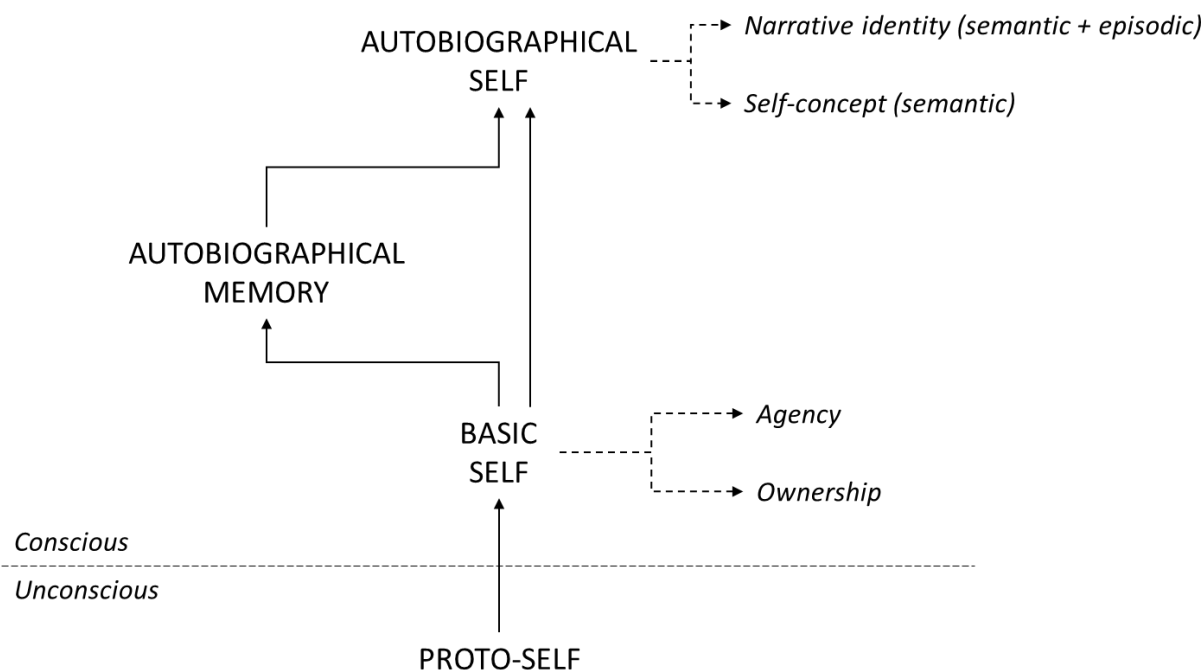 Narrative identity (semantic + episodic)
AUTOBIOGRAPHICAL
SELF
Self-concept (semantic)
AUTOBIOGRAPHICAL
MEMORY
Agency
BASIC
SELF
Ownership
Conscious
Unconscious
PROTO-SELF